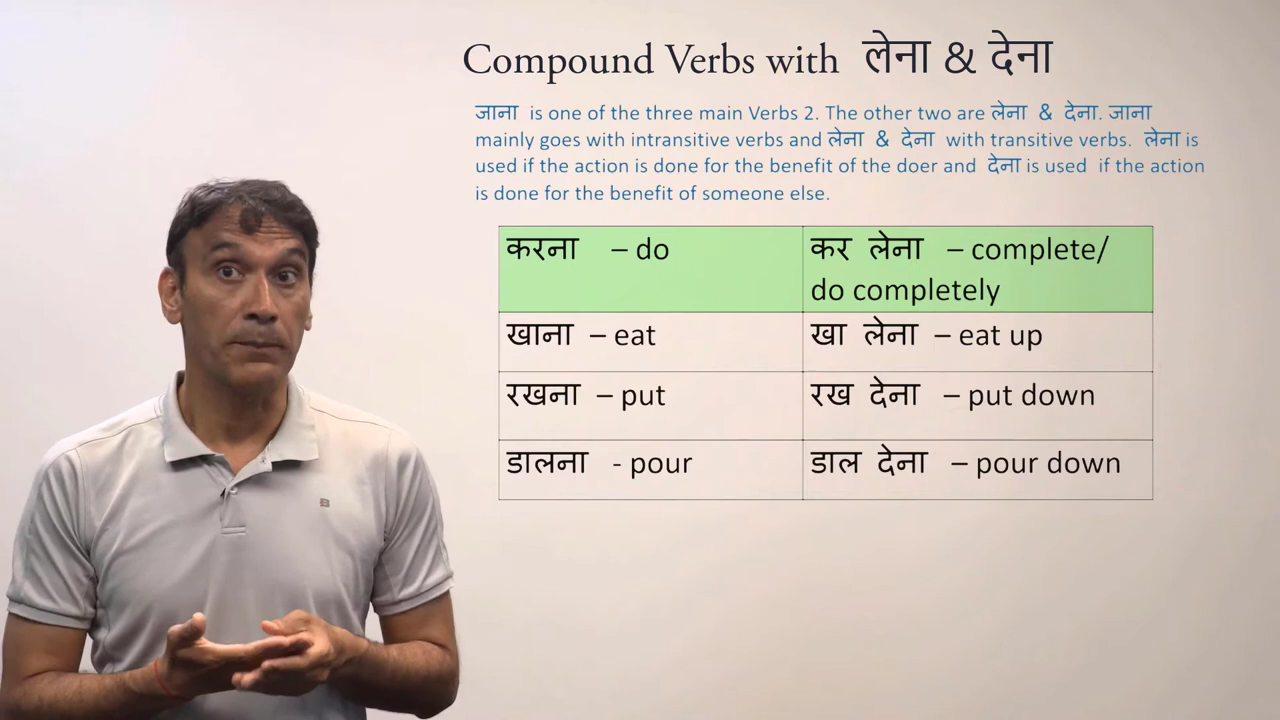 Compound Verbs with लेना & देना
जाना is one of the three main Verbs 2. The other two are लेना & देना. जाना
mainly goes with intransitive verbs and लेना & देना with transitive verbs. लेना is
used if the action is done for the benefit of the doer and देना is used if the action
is done for the benefit of someone else.
करना – do
कर लेना – complete/
do completely
खाना – eat
खा लेना – eat up
रखना – put
रख देना – put down
डालना - pour
डाल देना – pour down